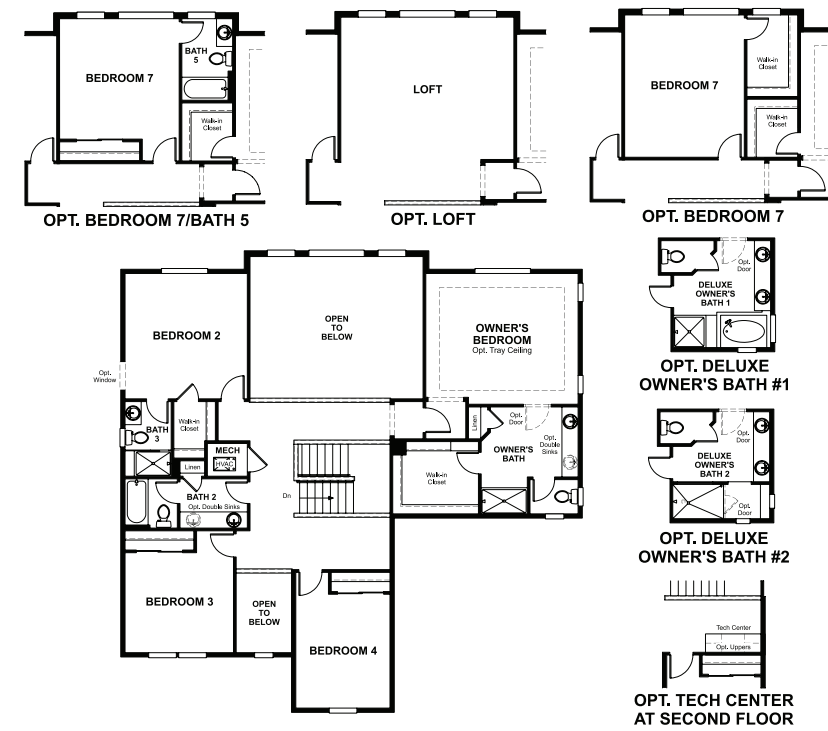 BEDROOM 7
BATH
5
Walk-in
Closet
OPT. BEDROOM 7/BATH 5
LOFT
OPT. LOFT
BEDROOM 7
Walk-in
Closet
Walk-in
Closet
OPT. BEDROOM 7
BEDROOM 2
Opt.
Window
OPEN
TO
BELOW
OWNER'S
BEDROOM
Opt. Tray Ceiling
BATH
3
Walk-in
Closet
MECH
HVAC
Linen
BATH 2
Opt. Double Sinks
Dn
Linen
Opt.
Door
OWNER'S
BATH
Opt.
Double
Sinks
Walk-in
Closet
BEDROOM 3
OPEN
TO
BELOW
BEDROOM 4
Opt.
Door
DELUXE
OWNER'S
BATH 1
OPT. DELUXE
OWNER'S BATH #1
Opt.
Door
DELUXE
OWNER'S
BATH 2
Opt.
Door
OPT. DELUXE
OWNER'S BATH #2
Tech Center
Opt. Uppers
OPT. TECH CENTER
AT SECOND FLOOR